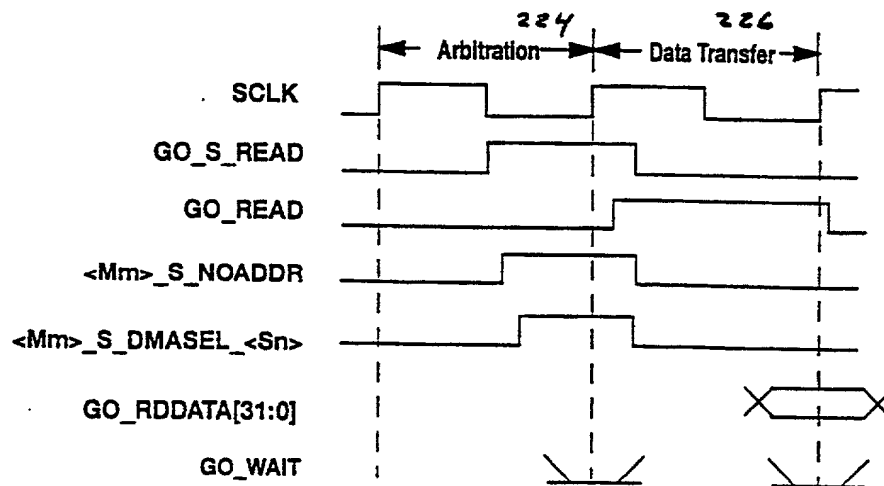 224 226
Arbitration Data Transfer
SCLK
GO_S_READ
GO_READ
<Mm>_S_NOADDR
<Mm>_S_DMASEL_<Sn>
GO_RDDATA[31:0]
GO_WAIT